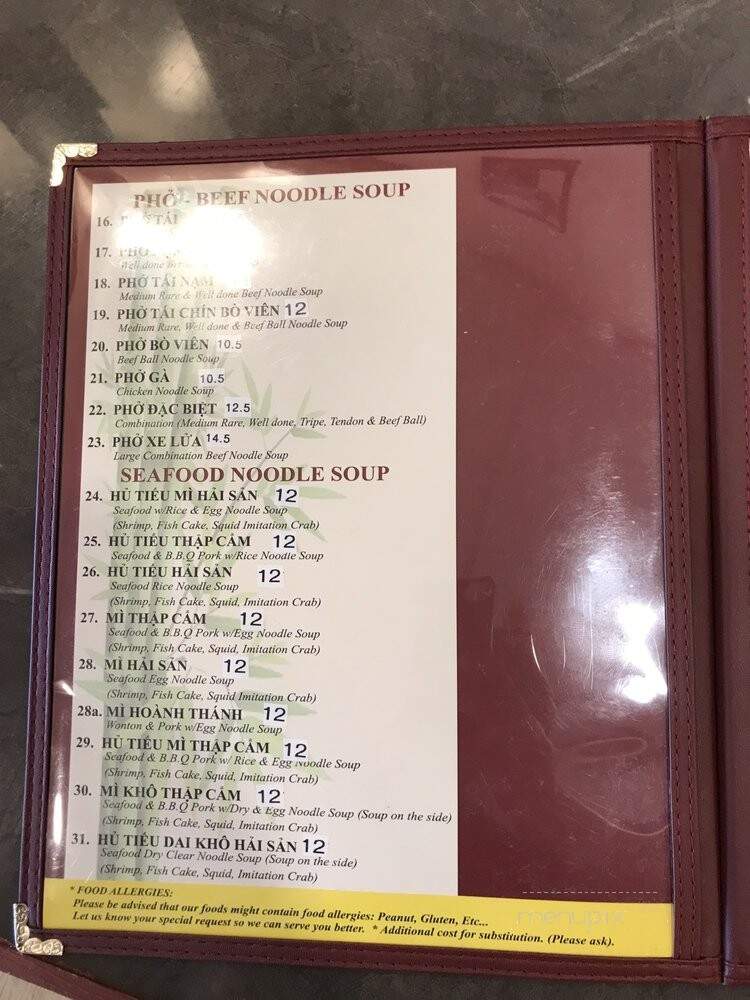 PHỞ - BEEF NOODLE SOUP
16. PHỞ TÁI
17. PHỞ
Well done
18. PHỞ TÁI NẠM
Medium Rare & Well done Beef Noodle Soup
19. PHỞ TÁI CHÍN BÒ VIÊN 12
Medium Rare, Well done & Beef Ball Noodle Soup
20. PHỞ BÒ VIÊN 10.5
Beef Ball Noodle Soup
21. PHỞ GÀ 10.5
Chicken Noodle Soup
22. PHỞ ĐẶC BIỆT 12.5
Combination (Medium Rare, Well done, Tripe, Tendon & Beef Ball)
23. PHỞ XE LỬA 14.5
Large Combination Beef Noodle Soup
SEAFOOD NOODLE SOUP
24. HỦ TIẾU MÌ HẢI SẢN 12
Seafood w/Rice & Egg Noodle Soup
(Shrimp, Fish Cake, Squid Imitation Crab)
25. HỦ TIẾU THẬP CẨM 12
Seafood & B.B.Q Pork w/Rice Noodle Soup
26. HỦ TIẾU HẢI SẢN 12
Seafood Rice Noodle Soup
(Shrimp, Fish Cake, Squid, Imitation Crab)
27. MÌ THẬP CẨM 12
Seafood & B.B.Q Pork w/Egg Noodle Soup
(Shrimp, Fish Cake, Squid, Imitation Crab)
28. MÌ HẢI SẢN 12
Seafood Egg Noodle Soup
(Shrimp, Fish Cake, Squid Imitation Crab)
28a. MÌ HOÀNH THÁNH 12
Wonton & Pork w/Egg Noodle Soup
29. HỦ TIẾU MÌ THẬP CẨM 12
Seafood & B.B.Q Pork w/ Rice & Egg Noodle Soup
(Shrimp, Fish Cake, Squid, Imitation Crab)
30. MÌ KHÔ THẬP CẨM 12
Seafood & B.B.Q Pork w/Dry & Egg Noodle Soup (Soup on the side)
(Shrimp, Fish Cake, Squid, Imitation Crab)
31. HỦ TIẾU DAI KHÔ HẢI SẢN 12
Seafood Dry Clear Noodle Soup (Soup on the side)
(Shrimp, Fish Cake, Squid, Imitation Crab)
* FOOD ALLERGIES:
Please be advised that our foods might contain food allergies: Peanut, Gluten, Etc...
Let us know your special request so we can serve you better. * Additional cost for substitution. (Please ask).
menupix